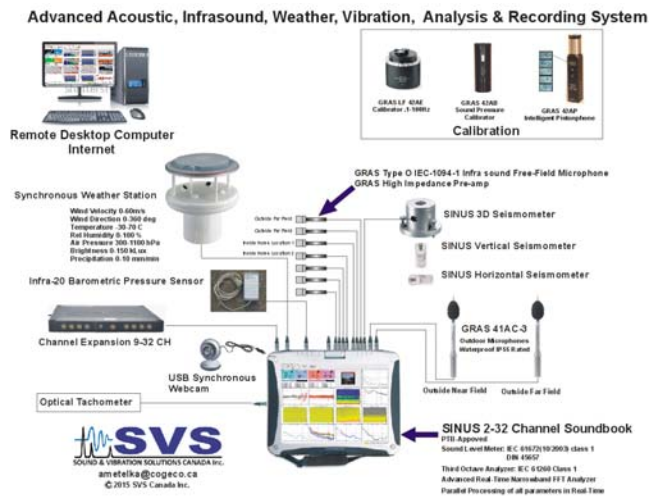 Advanced Acoustic, Infrasound, Weather, Vibration, Analysis & Recording System
Remote Desktop Computer
Internet
GRAS LF 42AE
Calibrator .1-100Hz
GRAS 42AB
Sound Pressure
Calibrator
GRAS 42AP
Intelligent Pistonphone
Calibration
GRAS Type O IEC-1094-1 Infra sound Free-Field Microphone
GRAS High Impedance Pre-amp
Synchronous Weather Station
Wind Velocity 0-60m/s
Wind Direction 0-360 deg
Temperature -30-70 C
Rel Humidity 0-100 %
Air Pressure 300-1100 hPa
Brightness 0-150 kLux
Precipitation 0-10 mm/min
Inside Home Location 1
SINUS 3D Seismometer
SINUS Vertical Seismometer
SINUS Horizontal Seismometer
Infra-20 Barometric Pressure Sensor
Channel Expansion 9-32 CH
USB Synchronous
Webcam
GRAS 41AC-3
Outdoor Microphones
Waterproof IP55 Rated
Outside Near Field
Outside Far Field
Optical Tachometer
SVS
SOUND & VIBRATION SOLUTIONS CANADA Inc.
ametelka@cogeco.ca
©2015 SVS Canada Inc.
SINUS 2-32 Channel Soundbook
PTB-Appoved
Sound Level Meter: IEC 61672(10/2003) class 1
DIN 45657
Third Octave Analyzer: IEC 61260 Class 1
Advanced Real-Time Narrowband FFT Analyzer
Parallel Processing of all parameters in Real-Time